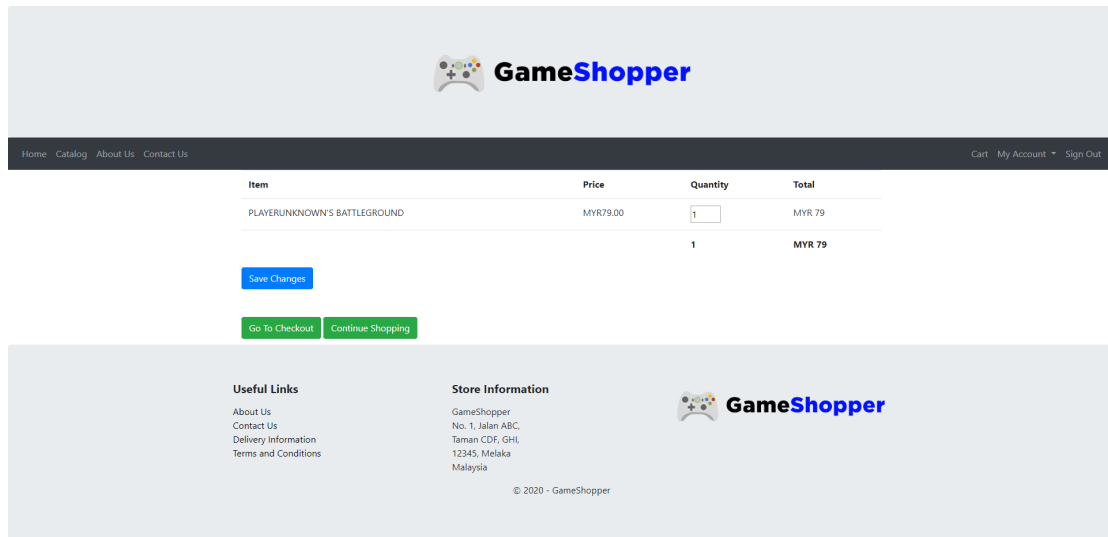 GameShopper
Home Catalog About Us Contact Us Cart My Account Sign Out
Item Price Quantity Total
PLAYERUNKNOWN'S BATTLEGROUND MYR79.00 1 MYR 79
1 MYR 79
Save Changes
Go To Checkout Continue Shopping
Useful Links
About Us
Contact Us
Delivery Information
Terms and Conditions
Store Information
GameShopper
No. 1, Jalan ABC,
Taman CDF, GHI,
12345, Melaka
Malaysia
GameShopper
© 2020 - GameShopper